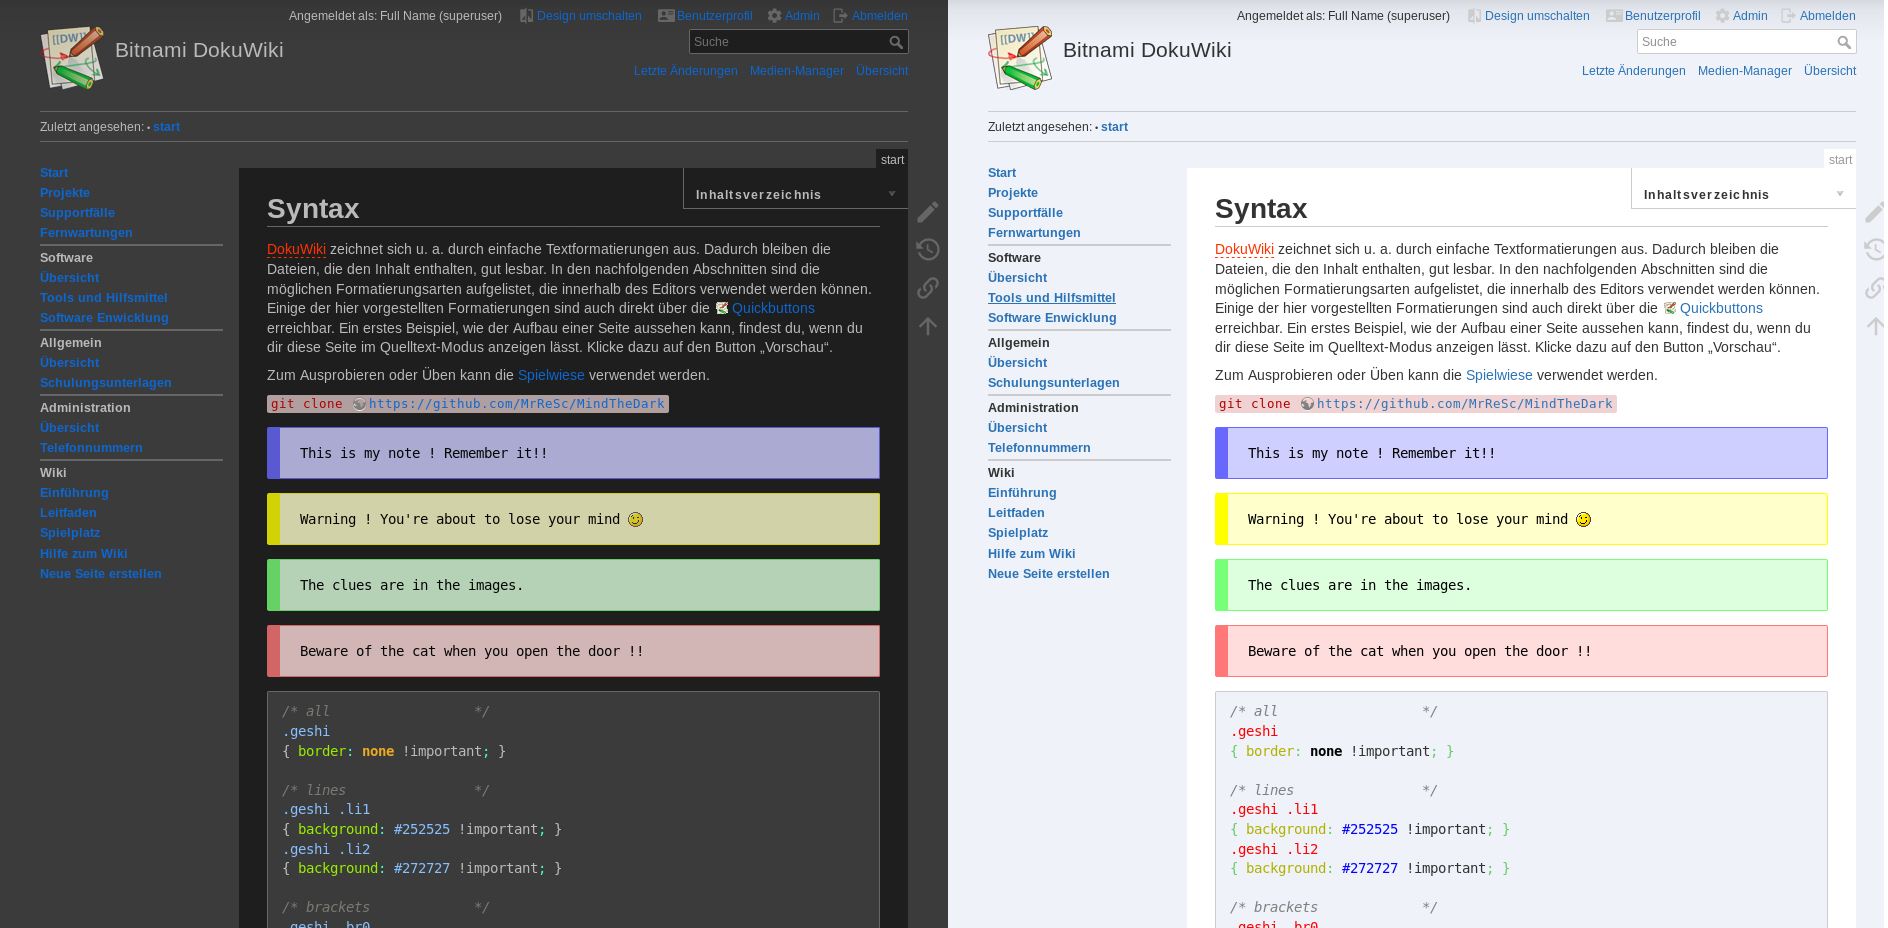 Angemeldet als: Full Name (superuser) Design umschalten Benutzerprofil Admin Abmelden
[[DW]]
Bitnami DokuWiki
Suche
Letzte Änderungen Medien-Manager Übersicht
Zuletzt angesehen: • start
start
Start
Projekte
Supportfälle
Fernwartungen
Software
Übersicht
Tools und Hilfsmittel
Software Enwicklung
Allgemein
Übersicht
Schulungsunterlagen
Administration
Übersicht
Telefonnummern
Wiki
Einführung
Leitfaden
Spielplatz
Hilfe zum Wiki
Neue Seite erstellen
Inhaltsverzeichnis
Syntax
DokuWiki zeichnet sich u. a. durch einfache Textformatierungen aus. Dadurch bleiben die
Dateien, die den Inhalt enthalten, gut lesbar. In den nachfolgenden Abschnitten sind die
möglichen Formatierungsarten aufgelistet, die innerhalb des Editors verwendet werden können.
Einige der hier vorgestellten Formatierungen sind auch direkt über die Quickbuttons
erreichbar. Ein erstes Beispiel, wie der Aufbau einer Seite aussehen kann, findest du, wenn du
dir diese Seite im Quelltext-Modus anzeigen lässt. Klicke dazu auf den Button „Vorschau“.
Zum Ausprobieren oder Üben kann die Spielwiese verwendet werden.
git clone https://github.com/MrReSc/MindTheDark
This is my note ! Remember it!!
Warning ! You're about to lose your mind
The clues are in the images.
Beware of the cat when you open the door !!
/* all                  */
.geshi
{ border: none !important; }
/* lines                */
.geshi .li1
{ background: #252525 !important; }
.geshi .li2
{ background: #272727 !important; }
/* brackets             */
.geshi .br0
Angemeldet als: Full Name (superuser) Design umschalten Benutzerprofil Admin Abmelden
[[DW]]
Bitnami DokuWiki
Suche
Letzte Änderungen Medien-Manager Übersicht
Zuletzt angesehen: • start
start
Start
Projekte
Supportfälle
Fernwartungen
Software
Übersicht
Tools und Hilfsmittel
Software Enwicklung
Allgemein
Übersicht
Schulungsunterlagen
Administration
Übersicht
Telefonnummern
Wiki
Einführung
Leitfaden
Spielplatz
Hilfe zum Wiki
Neue Seite erstellen
Inhaltsverzeichnis
Syntax
DokuWiki zeichnet sich u. a. durch einfache Textformatierungen aus. Dadurch bleiben die
Dateien, die den Inhalt enthalten, gut lesbar. In den nachfolgenden Abschnitten sind die
möglichen Formatierungsarten aufgelistet, die innerhalb des Editors verwendet werden können.
Einige der hier vorgestellten Formatierungen sind auch direkt über die Quickbuttons
erreichbar. Ein erstes Beispiel, wie der Aufbau einer Seite aussehen kann, findest du, wenn du
dir diese Seite im Quelltext-Modus anzeigen lässt. Klicke dazu auf den Button „Vorschau“.
Zum Ausprobieren oder Üben kann die Spielwiese verwendet werden.
git clone https://github.com/MrReSc/MindTheDark
This is my note ! Remember it!!
Warning ! You're about to lose your mind
The clues are in the images.
Beware of the cat when you open the door !!
/* all                  */
.geshi
{ border: none !important; }
/* lines                */
.geshi .li1
{ background: #252525 !important; }
.geshi .li2
{ background: #272727 !important; }
/* brackets             */
.geshi .br0